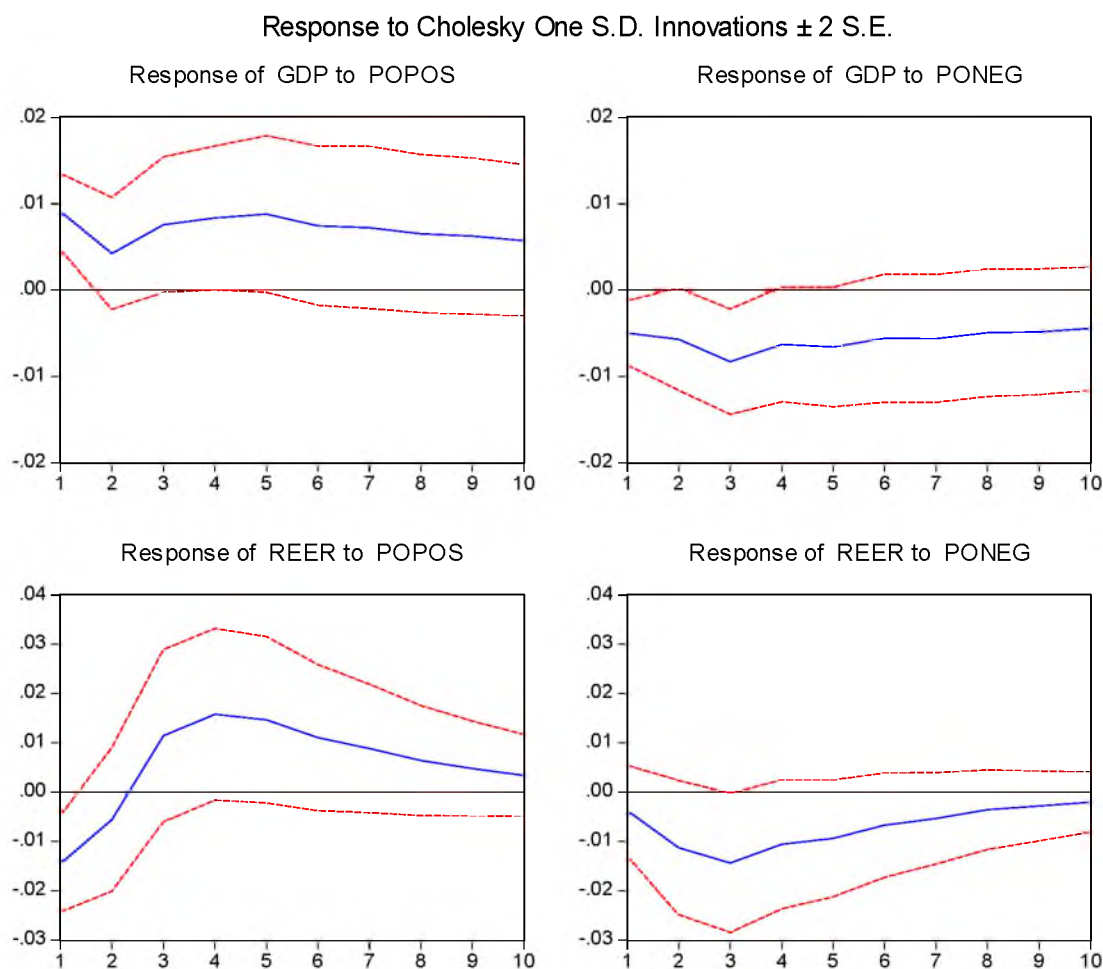 Response to Cholesky One S.D. Innovations ± 2 S.E.
Response of GDP to POPOS
.02
.01
.00
-.01
-.02
1 2 3 4 5 6 7 8 9 10
Response of GDP to PONEG
.02
.01
.00
-.01
-.02
1 2 3 4 5 6 7 8 9 10
Response of REER to POPOS
.04
.03
.02
.01
.00
-.01
-.02
-.03
1 2 3 4 5 6 7 8 9 10
Response of REER to PONEG
.04
.03
.02
.01
.00
-.01
-.02
-.03
1 2 3 4 5 6 7 8 9 10